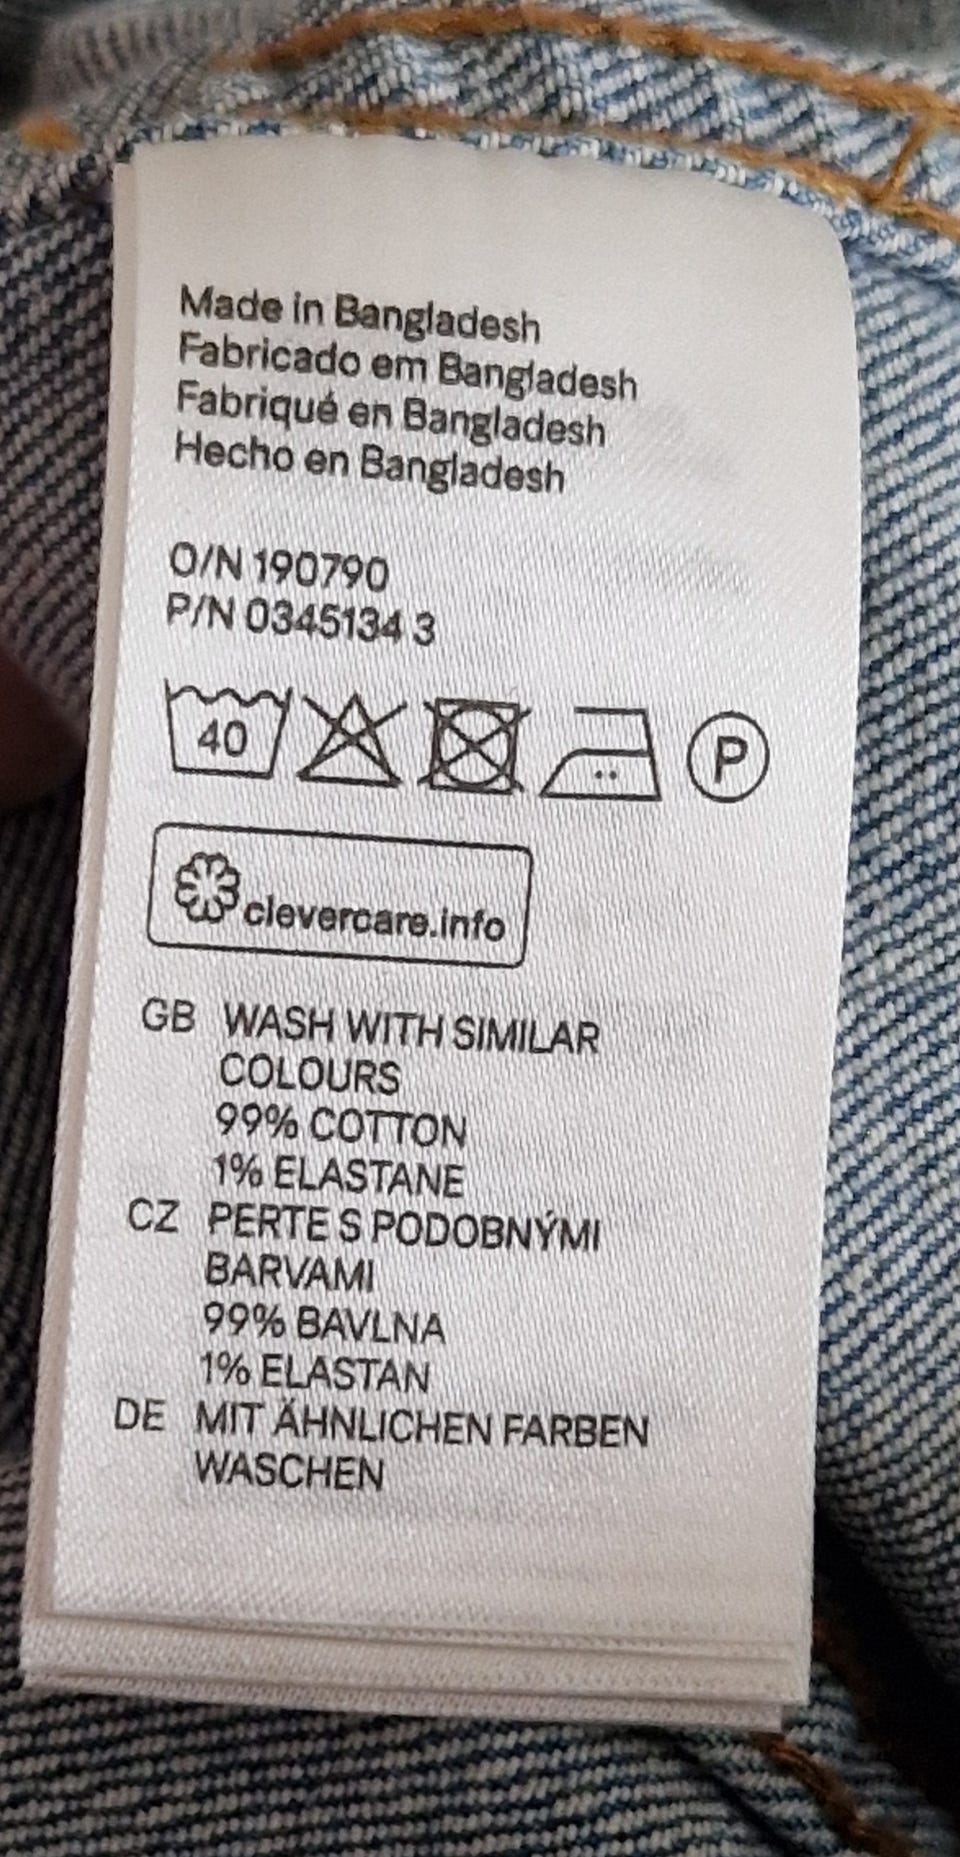 Made in Bangladesh
Fabricado em Bangladesh
Fabriqué en Bangladesh
Hecho en Bangladesh
O/N 190790
P/N 0345134 3
40 P
clevercare.info
GB WASH WITH SIMILAR
COLOURS
99% COTTON
1% ELASTANE
CZ PERTE S PODOBNÝMI
BARVAMI
99% BAVLNA
1% ELASTAN
DE MIT ÄHNLICHEN FARBEN
WASCHEN